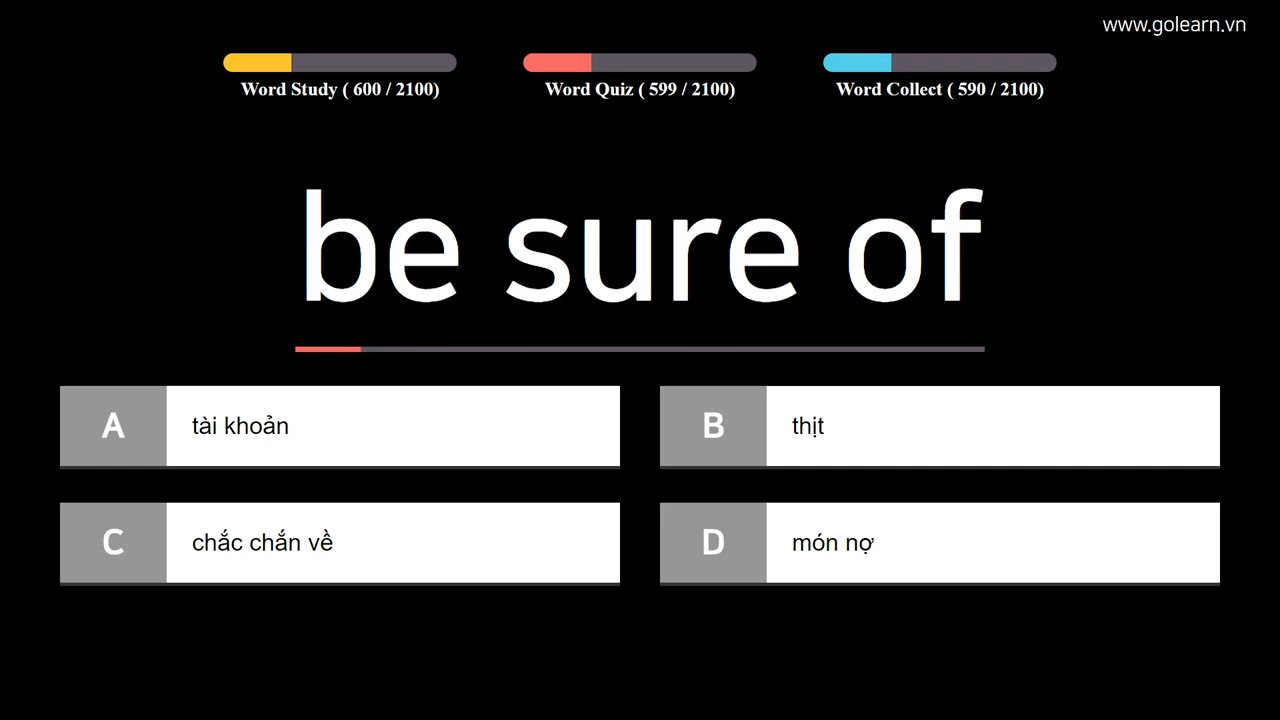 www.golearn.vn
Word Study ( 600 / 2100)
Word Quiz ( 599 / 2100)
Word Collect ( 590 / 2100)
be sure of
A tài khoản
B thịt
C chắc chắn về
D món nợ